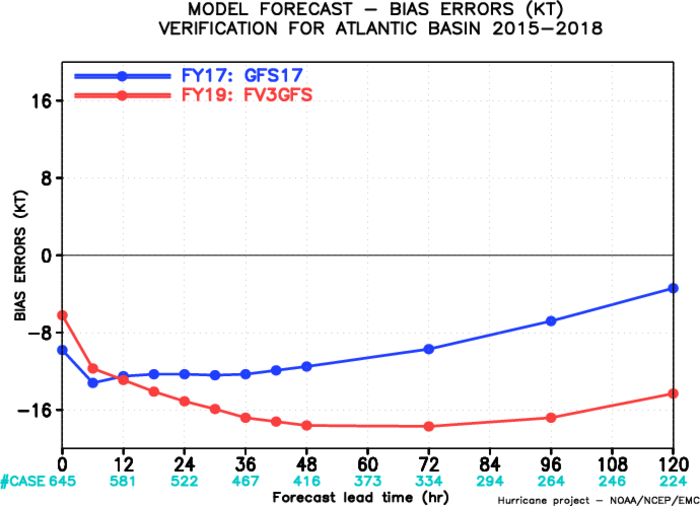 MODEL FORECAST — BIAS ERRORS (KT)
VERIFICATION FOR ATLANTIC BASIN 2015—2018
FY17: GFS17
FY19: FV3GFS
16
8
0
−8
−16
BIAS ERRORS (KT)
0 12 24 36 48 60 72 84 96 108 120
#CASE 645 581 522 467 416 373 334 294 264 246 224
Forecast lead time (hr)
Hurricane project — NOAA/NCEP/EMC